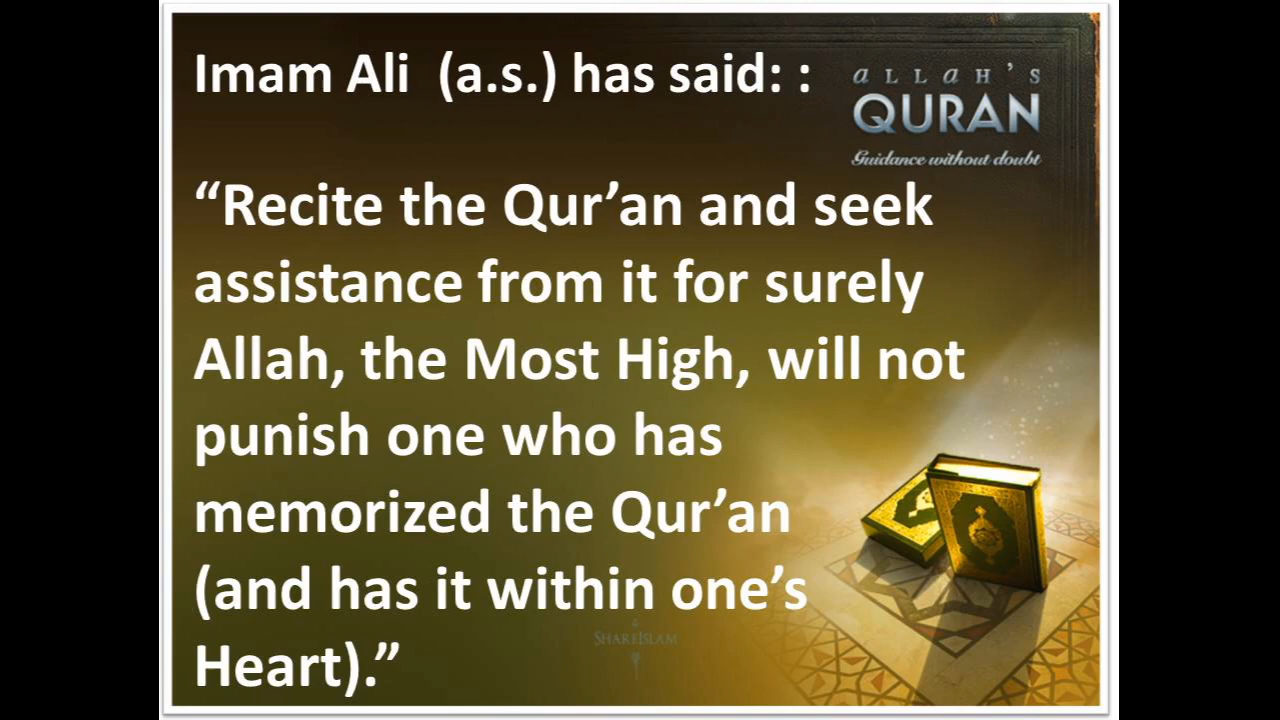 Imam Ali (a.s.) has said: :
aLLaH'S
QURAN
Guidance without doubt
“Recite the Qur’an and seek
assistance from it for surely
Allah, the Most High, will not
punish one who has
memorized the Qur’an
(and has it within one’s
Heart).”
SHAREISLAM